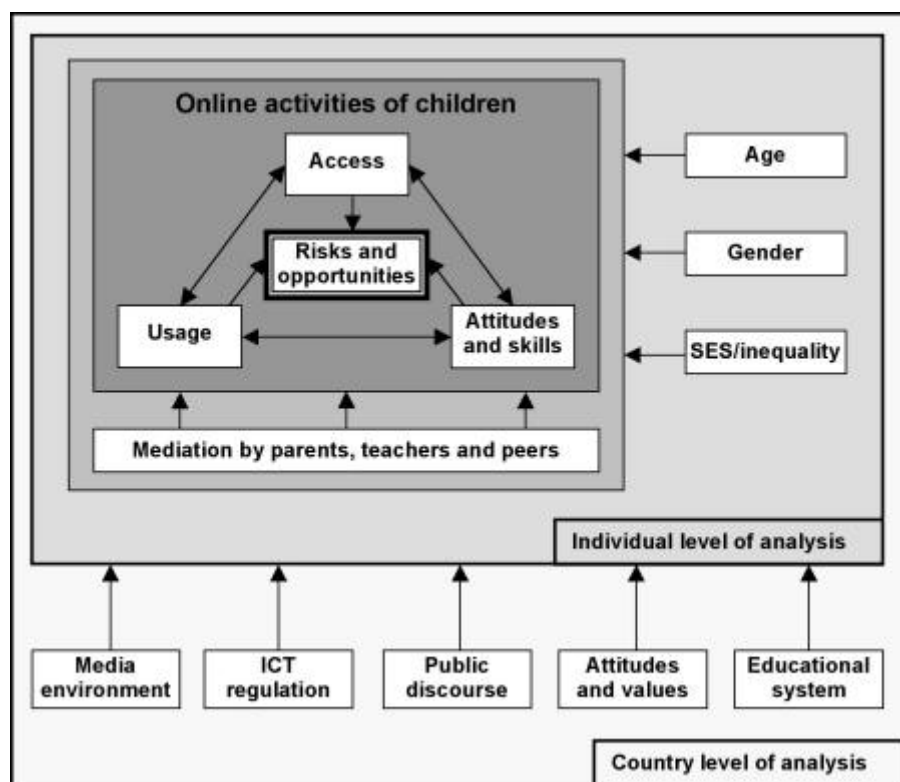 Online activities of children
Access
Age
Risks and
opportunities
Gender
Usage
Attitudes
and skills
SES/inequality
Mediation by parents, teachers and peers
Individual level of analysis
Media
environment
ICT
regulation
Public
discourse
Attitudes
and values
Educational
system
Country level of analysis